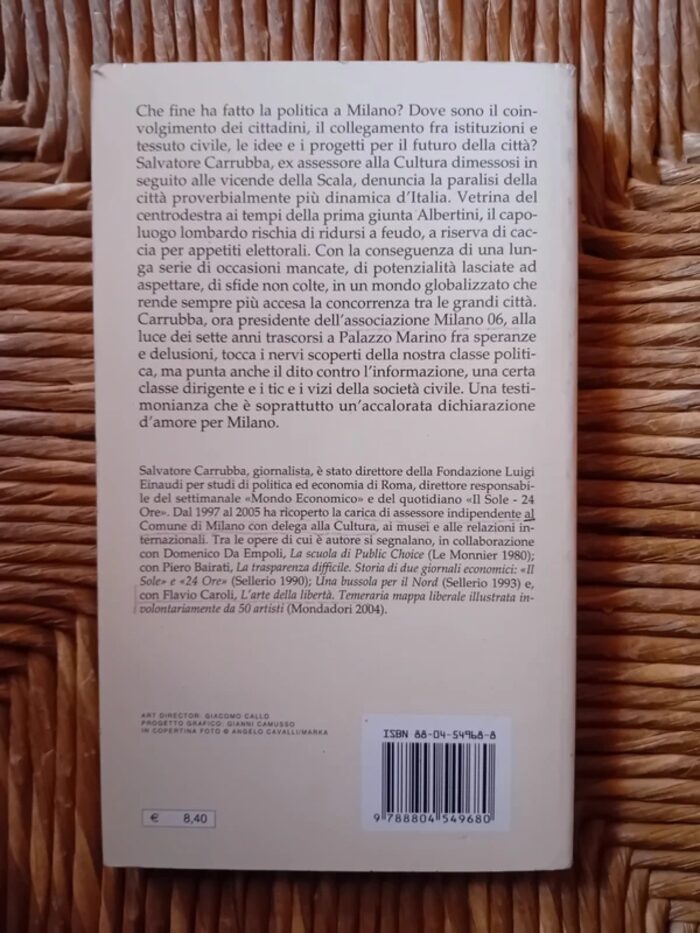 Che fine ha fatto la politica a Milano? Dove sono il coin-
volgimento dei cittadini, il collegamento fra istituzioni e
tessuto civile, le idee e i progetti per il futuro della città?
Salvatore Carrubba, ex assessore alla Cultura dimessosi in
seguito alle vicende della Scala, denuncia la paralisi della
città proverbialmente più dinamica d'Italia. Vetrina del
centrodestra ai tempi della prima giunta Albertini, il capo-
luogo lombardo rischia di ridursi a feudo, a riserva di cac-
cia per appetiti elettorali. Con la conseguenza di una lun-
ga serie di occasioni mancate, di potenzialità lasciate ad
aspettare, di sfide non colte, in un mondo globalizzato che
rende sempre più accesa la concorrenza tra le grandi città.
Carrubba, ora presidente dell'associazione Milano 06, alla
luce dei sette anni trascorsi a Palazzo Marino fra speranze
e delusioni, tocca i nervi scoperti della nostra classe politi-
ca, ma punta anche il dito contro l'informazione, una certa
classe dirigente e i tic e i vizi della società civile. Una testi-
monianza che è soprattutto un'accalorata dichiarazione
d'amore per Milano.
Salvatore Carrubba, giornalista, è stato direttore della Fondazione Luigi
Einaudi per studi di politica ed economia di Roma, direttore responsabi-
le del settimanale «Mondo Economico» e del quotidiano «Il Sole - 24
Ore». Dal 1997 al 2005 ha ricoperto la carica di assessore indipendente al
Comune di Milano con delega alla Cultura, ai musei e alle relazioni in-
ternazionali. Tra le opere di cui è autore si segnalano, in collaborazione
con Domenico Da Empoli, La scuola di Public Choice (Le Monnier 1980);
con Piero Bairati, La trasparenza difficile. Storia di due giornali economici: «Il
Sole» e «24 Ore» (Sellerio 1990); Una bussola per il Nord (Sellerio 1993) e,
con Flavio Caroli, L'arte della libertà. Temeraria mappa liberale illustrata in-
volontariamente da 50 artisti (Mondadori 2004).
ART DIRECTOR: GIACOMO CALLO
PROGETTO GRAFICO: GIANNI CAMUSSO
IN COPERTINA FOTO © ANGELO CAVALLI/MARKA
ISBN 88-04-54968-8
9 788804 549680
€ 8,40